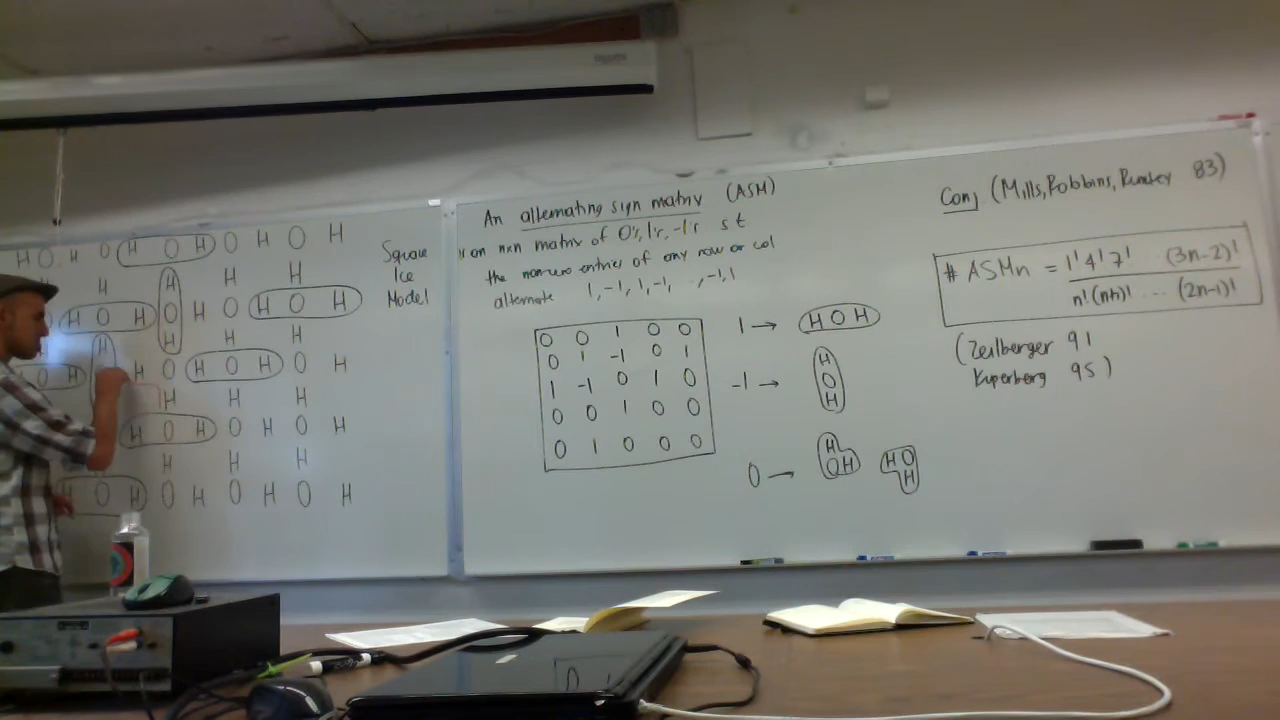 H O H O H O H O H O H
H H H H
H O H O H O H O H
H H H
O H H O H O H O H
H H H
H O H O H O H
H H H
H O H O H O H O H
Square
Ice
Model
An alternating sign matrix (ASM)
is an nxn matrix of 0's, 1's, -1's s t
the non-zero entries of any row or col
alternate 1, -1, 1, -1, .., -1, 1
0 0 1 0 0
0 1 -1 0 1
1 -1 0 1 0
0 0 1 0 0
0 1 0 0 0
1 → H O H
-1 → H
O
H
0 → H
OH
HO
H
Conj (Mills, Robbins, Rumsey 83)
# ASMn = 1! 4! 7! ... (3n-2)!
n! (n+1)! ... (2n-1)!
(Zeilberger 91
Kuperberg 95)